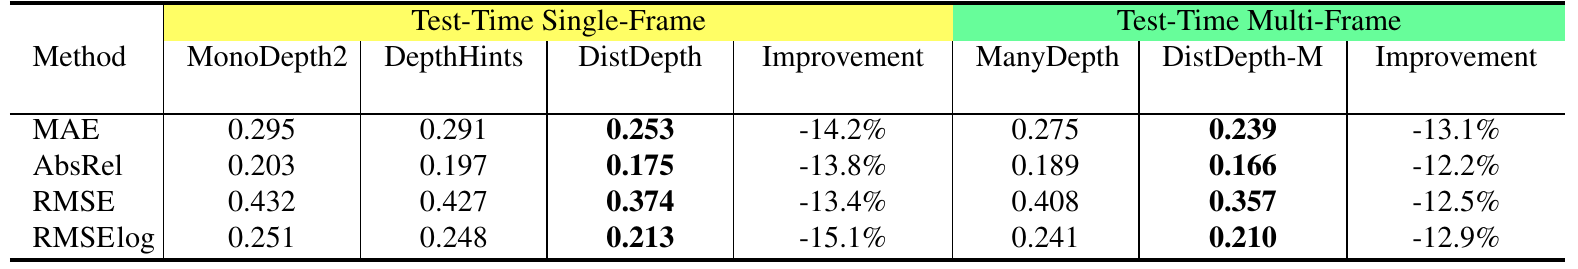 Test-Time Single-Frame Test-Time Multi-Frame
Method MonoDepth2 DepthHints DistDepth Improvement ManyDepth DistDepth-M Improvement
MAE 0.295 0.291 0.253 -14.2% 0.275 0.239 -13.1%
AbsRel 0.203 0.197 0.175 -13.8% 0.189 0.166 -12.2%
RMSE 0.432 0.427 0.374 -13.4% 0.408 0.357 -12.5%
RMSElog 0.251 0.248 0.213 -15.1% 0.241 0.210 -12.9%